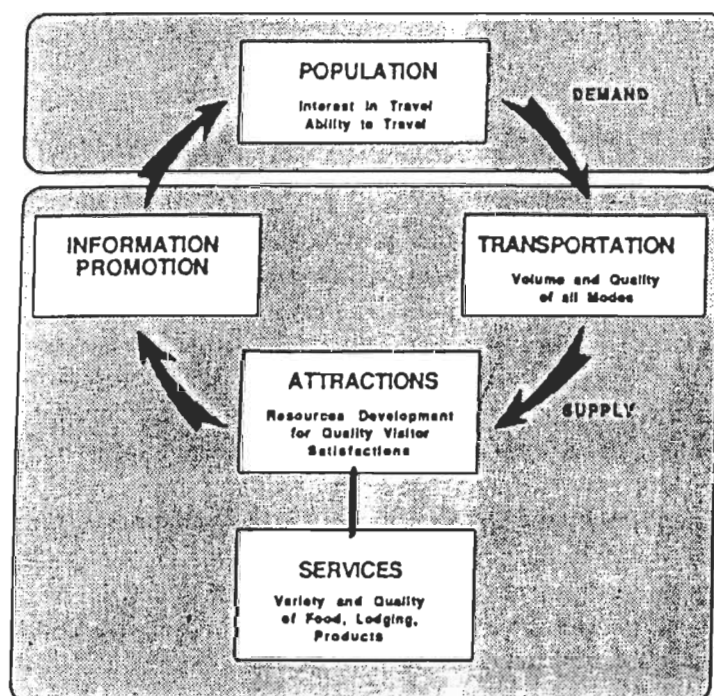 POPULATION
Interest in Travel
Ability to Travel
DEMAND
INFORMATION
PROMOTION
TRANSPORTATION
Volume and Quality
of all Modes
ATTRACTIONS
Resources Development
for Quality Visitor
Satisfactions
SUPPLY
SERVICES
Variety and Quality
of Food, Lodging,
Products